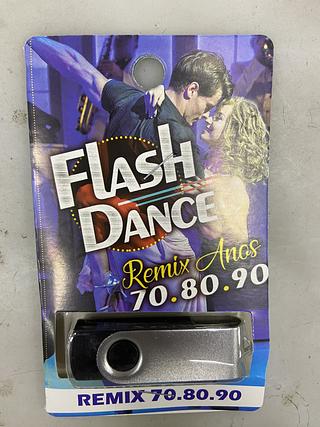 FLASH
DANCE
Remix Anos
70.80.90
REMIX 70.80.90